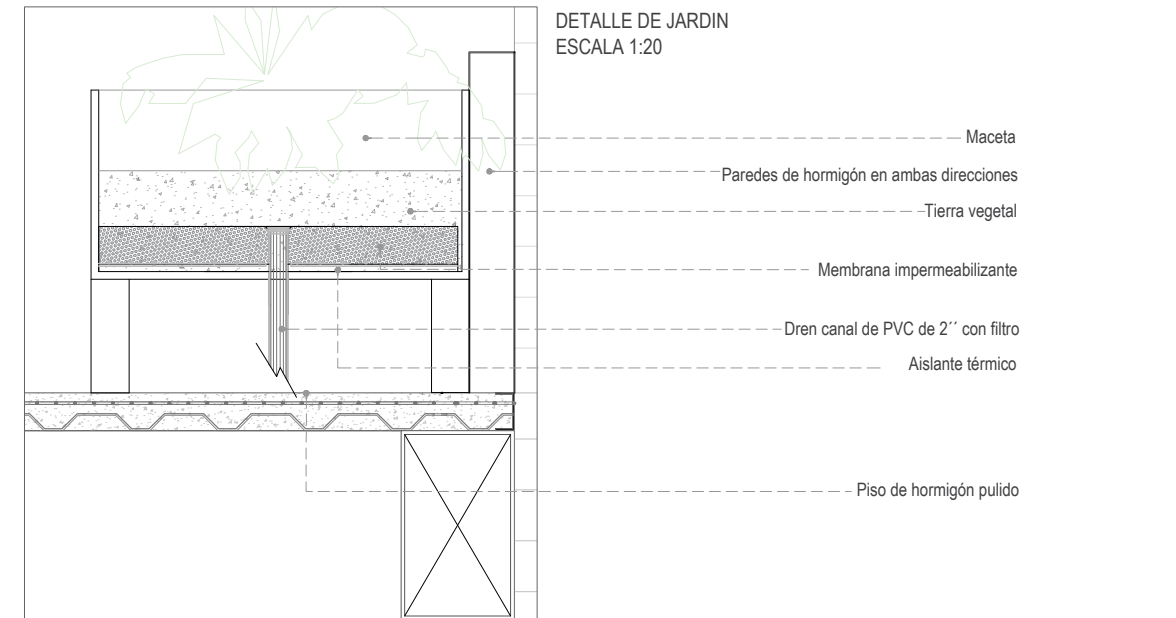 DETALLE DE JARDIN
ESCALA 1:20
Maceta
Paredes de hormigón en ambas direcciones
Tierra vegetal
Membrana impermeabilizante
Dren canal de PVC de 2´´ con filtro
Aislante térmico
Piso de hormigón pulido